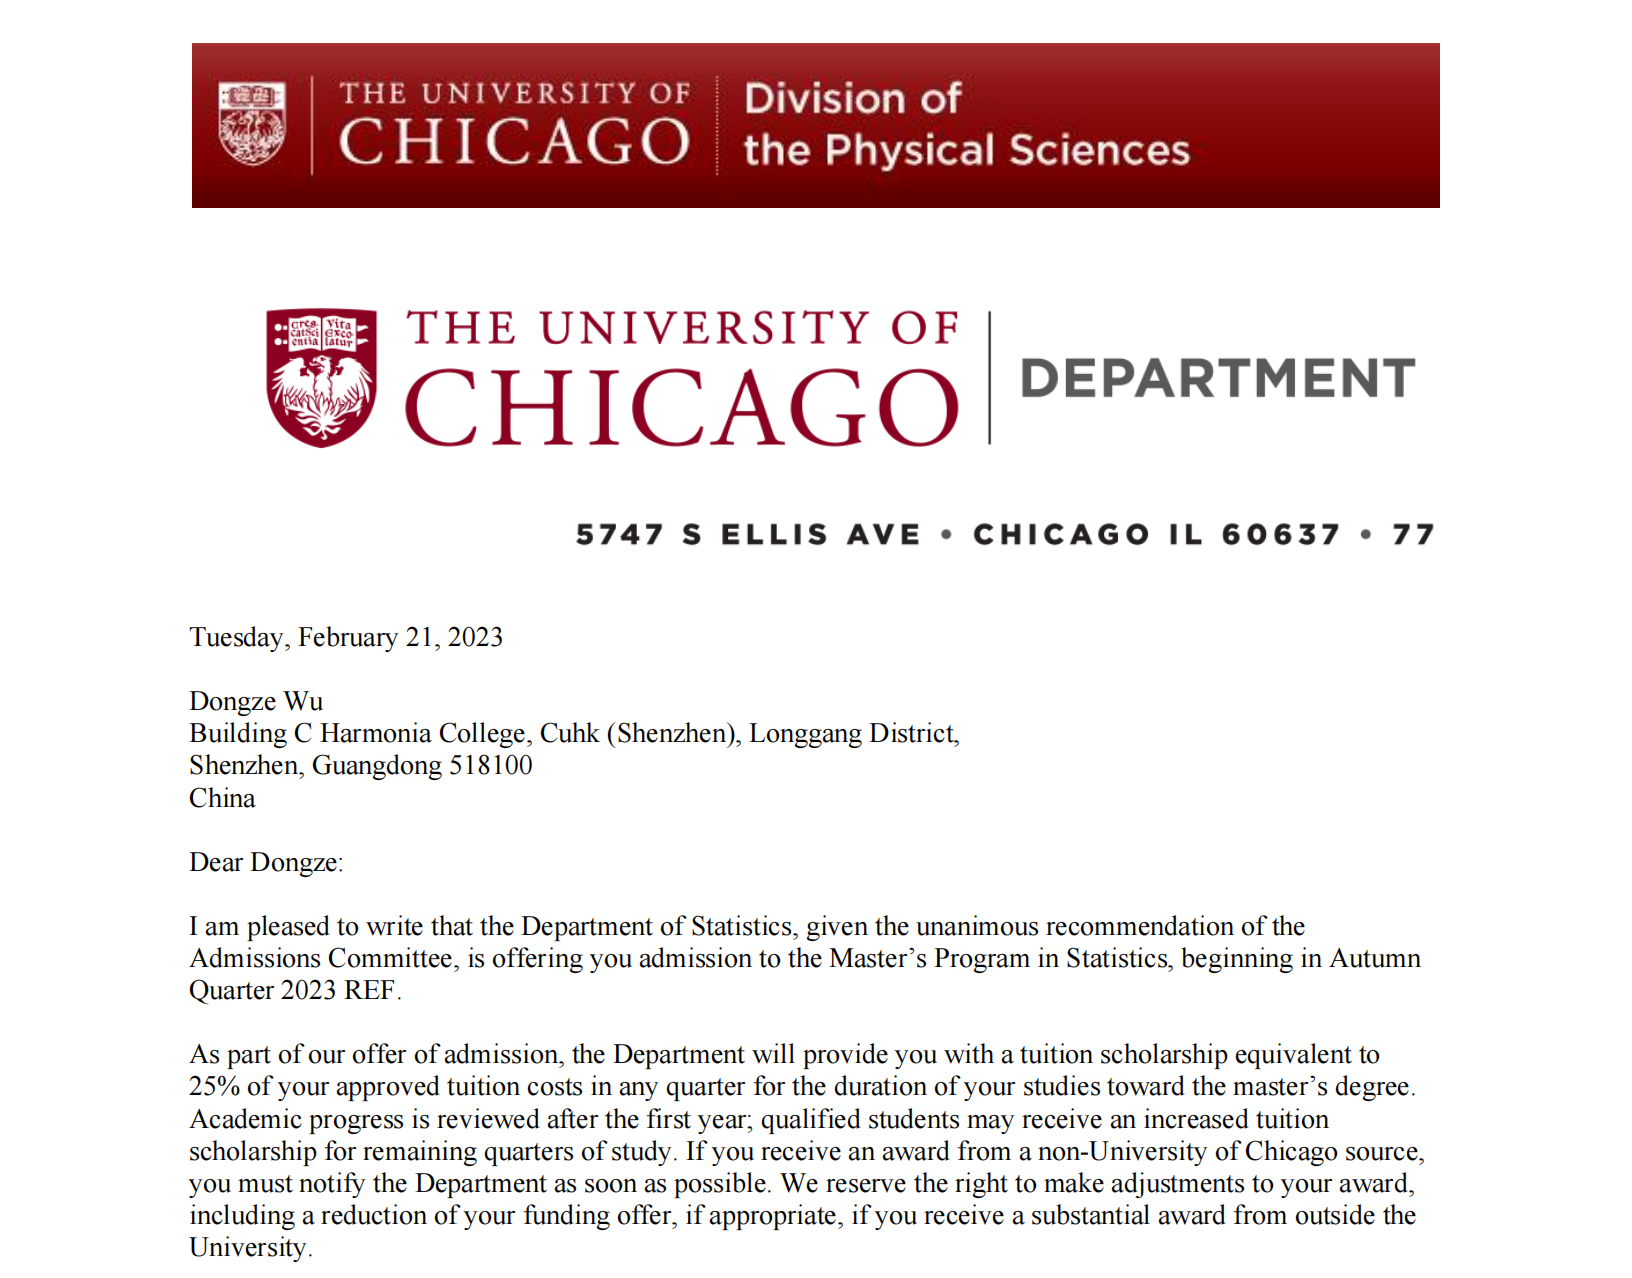 THE UNIVERSITY OF
CHICAGO
Division of
the Physical Sciences
Cres Vita
cat Sci Exco
entia latur
THE UNIVERSITY OF
CHICAGO
DEPARTMENT
5747 S ELLIS AVE • CHICAGO IL 60637 • 77
Tuesday, February 21, 2023
Dongze Wu
Building C Harmonia College, Cuhk (Shenzhen), Longgang District,
Shenzhen, Guangdong 518100
China
Dear Dongze:
I am pleased to write that the Department of Statistics, given the unanimous recommendation of the
Admissions Committee, is offering you admission to the Master’s Program in Statistics, beginning in Autumn
Quarter 2023 REF.
As part of our offer of admission, the Department will provide you with a tuition scholarship equivalent to
25% of your approved tuition costs in any quarter for the duration of your studies toward the master’s degree.
Academic progress is reviewed after the first year; qualified students may receive an increased tuition
scholarship for remaining quarters of study. If you receive an award from a non-University of Chicago source,
you must notify the Department as soon as possible. We reserve the right to make adjustments to your award,
including a reduction of your funding offer, if appropriate, if you receive a substantial award from outside the
University.